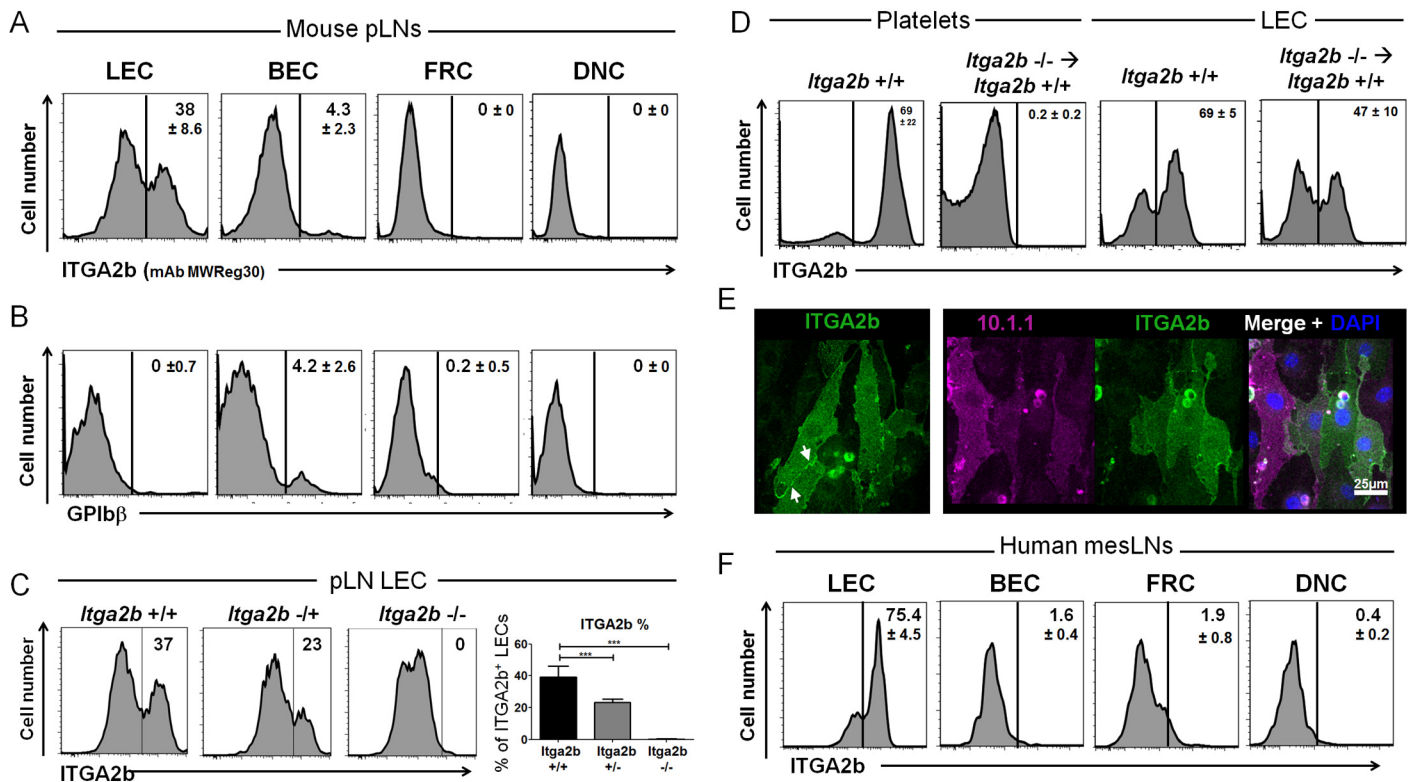 A
Mouse pLNs
LEC BEC FRC DNC
Cell number
38 ± 8.6
4.3 ± 2.3
0 ± 0
0 ± 0
ITGA2b (mAb MWReg30)
B
Cell number
0 ±0.7
4.2 ± 2.6
0.2 ± 0.5
0 ± 0
GPIbβ
C
pLN LEC
Itga2b +/+ Itga2b -/+ Itga2b -/-
Cell number
37
23
0
ITGA2b
ITGA2b %
% of ITGA2b+ LECs
***
***
60
40
20
0
Itga2b +/+
Itga2b +/-
Itga2b -/-
D
Platelets LEC
Itga2b +/+
Itga2b -/- →
Itga2b +/+
Itga2b +/+
Itga2b -/- →
Itga2b +/+
Cell number
69 ± 22
0.2 ± 0.2
69 ± 5
47 ± 10
ITGA2b
E
ITGA2b
10.1.1
ITGA2b
Merge + DAPI
25µm
F
Human mesLNs
LEC BEC FRC DNC
Cell number
75.4 ± 4.5
1.6 ± 0.4
1.9 ± 0.8
0.4 ± 0.2
ITGA2b